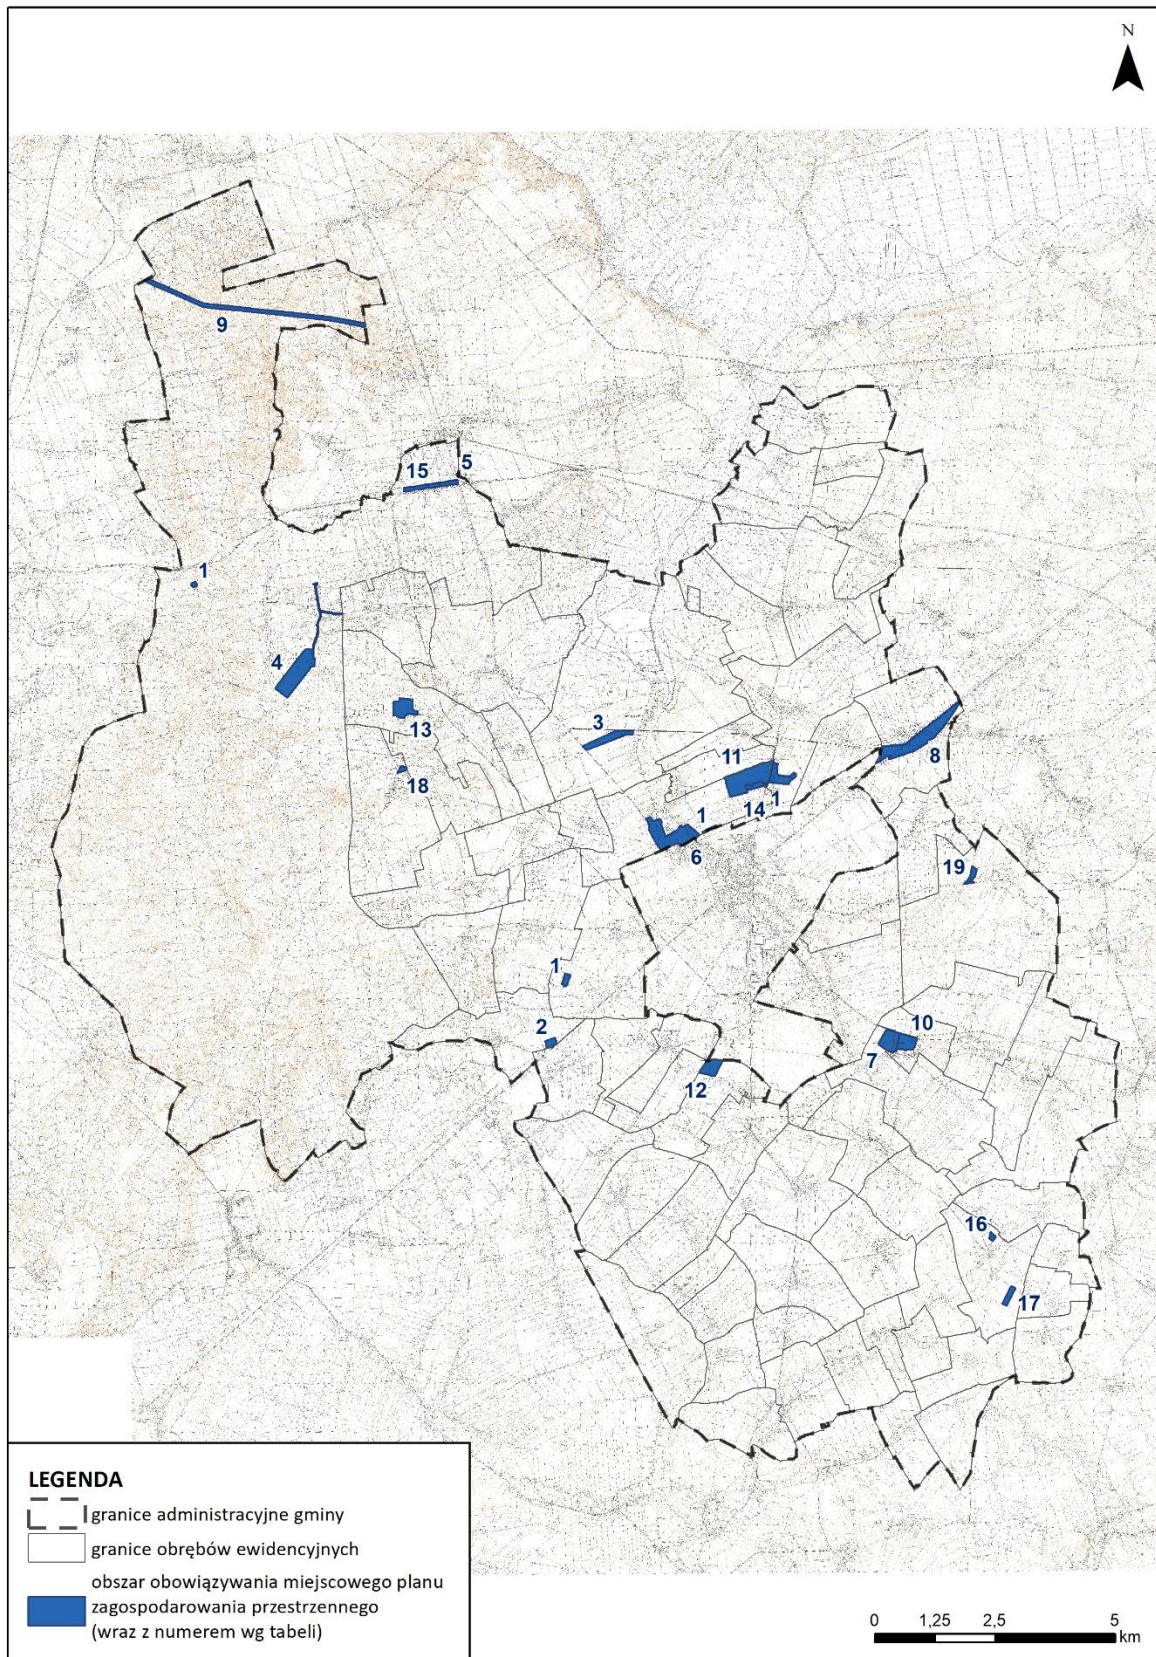 N
9
5
15
1
4
13
3
18
11
8
14
1
1
6
19
1
2
10
7
12
16
17
LEGENDA
granice administracyjne gminy
granice obrębów ewidencyjnych
obszar obowiązywania miejscowego planu
zagospodarowania przestrzennego
(wraz z numerem wg tabeli)
0 1,25 2,5 5
km